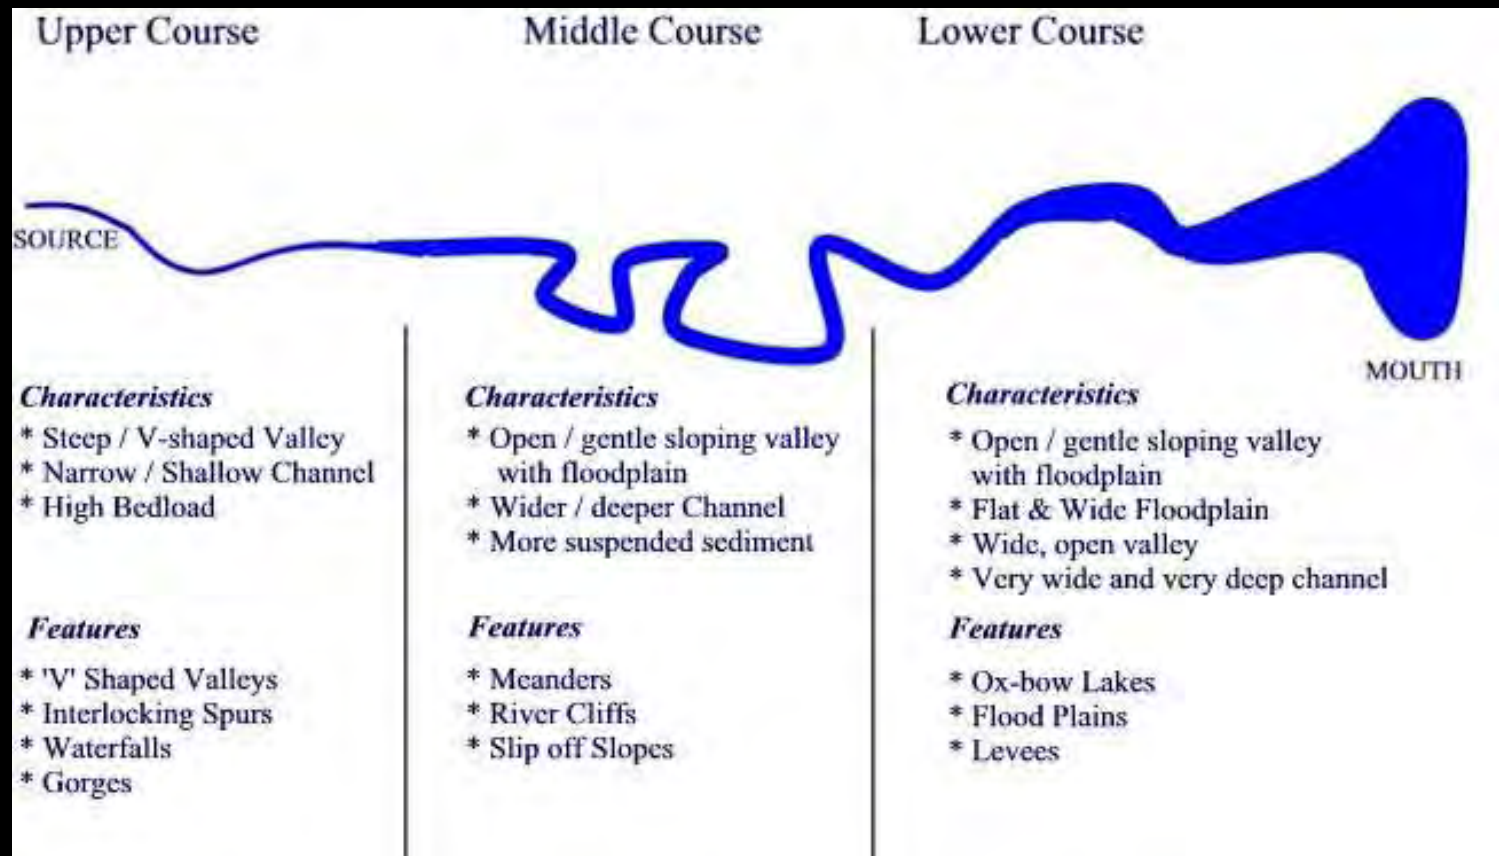 Upper Course
Middle Course
Lower Course
SOURCE
MOUTH
Characteristics
* Steep / V-shaped Valley
* Narrow / Shallow Channel
* High Bedload
Features
* 'V' Shaped Valleys
* Interlocking Spurs
* Waterfalls
* Gorges
Characteristics
* Open / gentle sloping valley
with floodplain
* Wider / deeper Channel
* More suspended sediment
Features
* Meanders
* River Cliffs
* Slip off Slopes
Characteristics
* Open / gentle sloping valley
with floodplain
* Flat & Wide Floodplain
* Wide, open valley
* Very wide and very deep channel
Features
* Ox-bow Lakes
* Flood Plains
* Levees